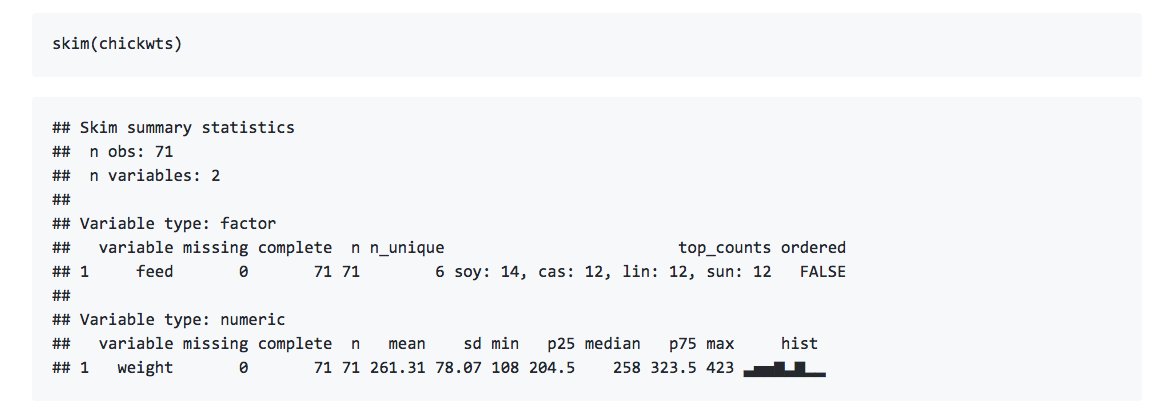 skim(chickwts)
## Skim summary statistics
##  n obs: 71
##  n variables: 2
##
## Variable type: factor
##   variable missing complete  n n_unique                         top_counts ordered
## 1     feed       0       71 71        6 soy: 14, cas: 12, lin: 12, sun: 12   FALSE
##
## Variable type: numeric
##   variable missing complete  n   mean    sd min   p25 median   p75 max     hist
## 1   weight       0       71 71 261.31 78.07 108 204.5    258 323.5 423 ▃▅▅▇▃▇▂▂